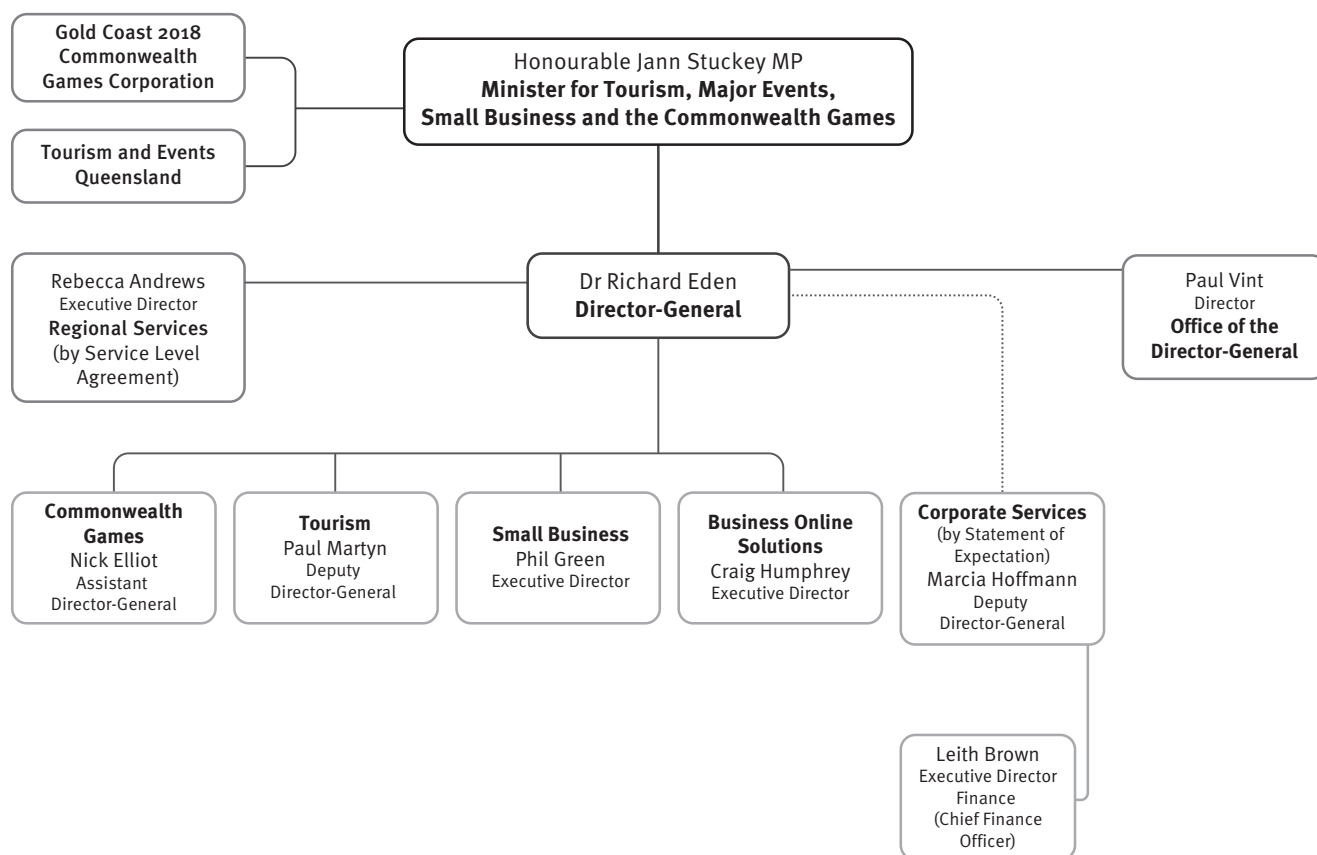 Gold Coast 2018
Commonwealth
Games Corporation
Honourable Jann Stuckey MP
Minister for Tourism, Major Events,
Small Business and the Commonwealth Games
Tourism and Events
Queensland
Rebecca Andrews
Executive Director
Regional Services
(by Service Level
Agreement)
Dr Richard Eden
Director-General
Paul Vint
Director
Office of the
Director-General
Commonwealth
Games
Nick Elliot
Assistant
Director-General
Tourism
Paul Martyn
Deputy
Director-General
Small Business
Phil Green
Executive Director
Business Online
Solutions
Craig Humphrey
Executive Director
Corporate Services
(by Statement of
Expectation)
Marcia Hoffmann
Deputy
Director-General
Leith Brown
Executive Director
Finance
(Chief Finance
Officer)